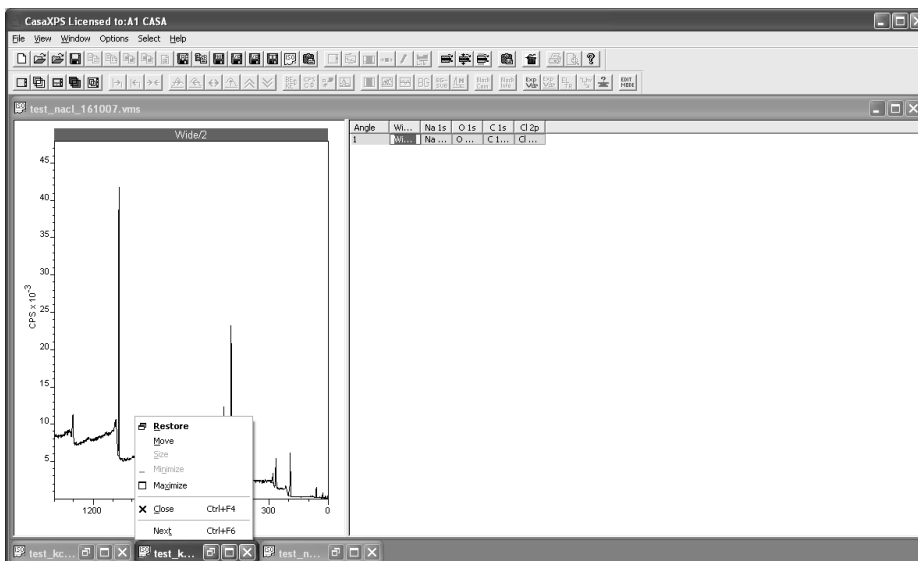 CasaXPS Licensed to:A1 CASA
File View Window Options Select Help
test_nacl_161007.vms
Wide/2
Angle Wi... Na 1s O 1s C 1s Cl 2p
1 Wi... Na ... O ... C 1... Cl ...
45
40
35
30
25
20
15
10
5
CPS x 10^-3
1200 300 0
Restore
Move
Size
Minimize
Maximize
Close Ctrl+F4
Next Ctrl+F6
test_kc... test_k... test_n...